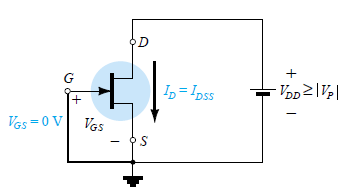 D
G
+
I_D = I_DSS
+
V_DD ≥ |V_P|
−
V_GS = 0 V
V_GS
−
S